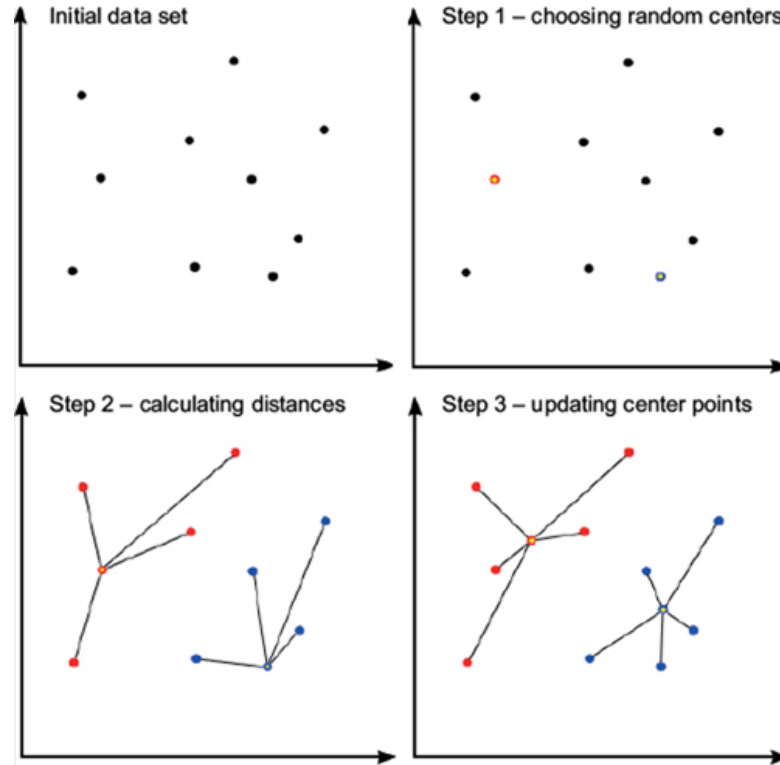 Initial data set
Step 1 – choosing random centers
Step 2 – calculating distances
Step 3 – updating center points